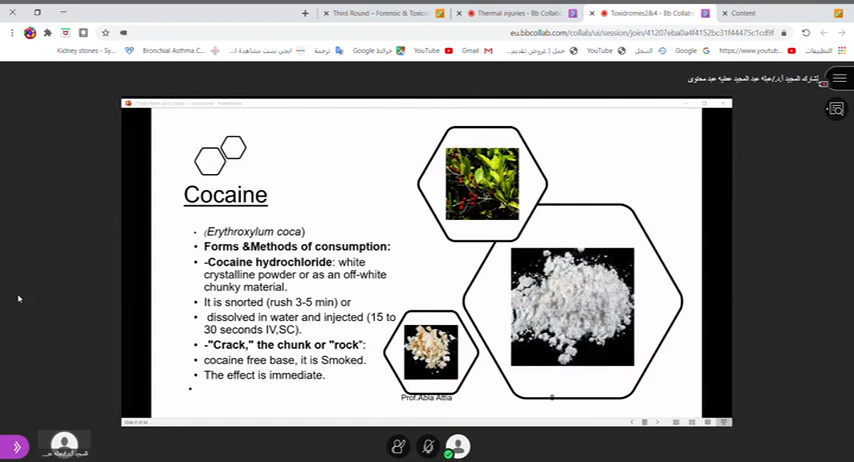 Third Round – Forensic & Toxico
Thermal injuries - Bb Collab
Toxidromes2&4 – Bb Collab
Content
eu.bbcollab.com/collab/ui/session/join/41207eba0a4f4152bc31f44475c1cd9f
Kidney stones - Sy...
Bronchial Asthma C...
ترجمة
خرائط Google
YouTube
Gmail
YouTube
السجل
Google
https://www.youtub...
التطبيقات
Cocaine
(Erythroxylum coca)
• Forms &Methods of consumption:
• -Cocaine hydrochloride: white
crystalline powder or as an off-white
chunky material.
• It is snorted (rush 3-5 min) or
• dissolved in water and injected (15 to
30 seconds IV,SC).
• -"Crack," the chunk or "rock":
• cocaine free base, it is Smoked.
• The effect is immediate.
Prof.Abla Attia